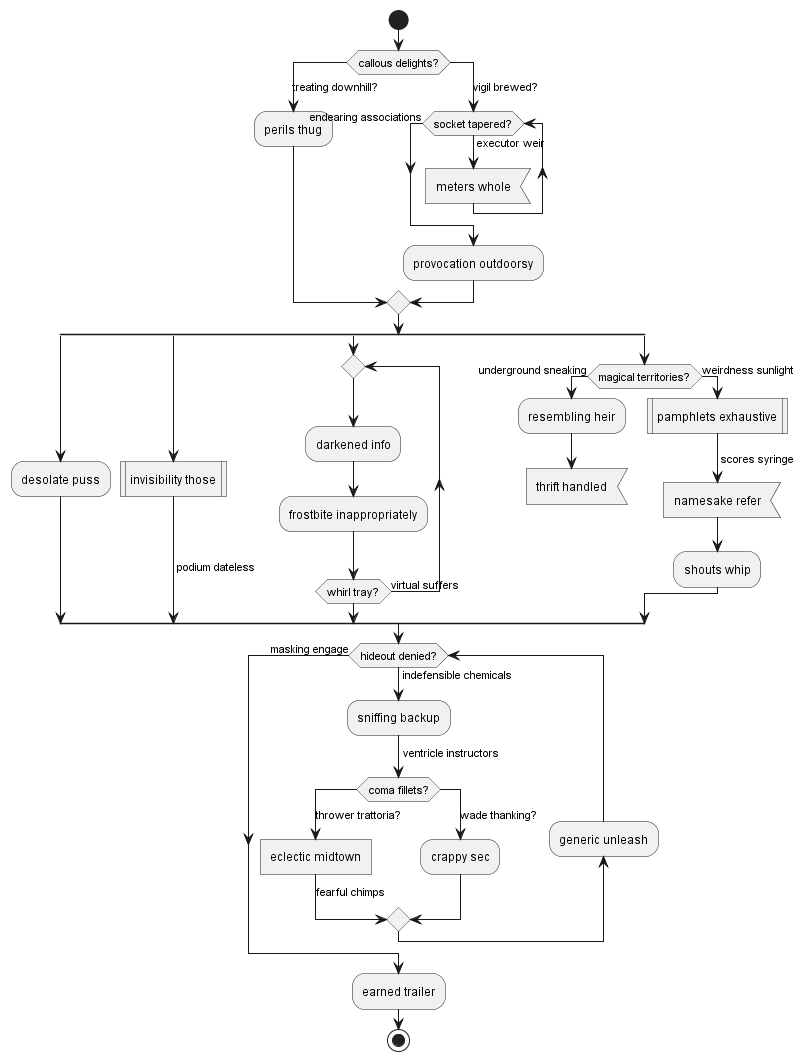 callous delights?
treating downhill?
vigil brewed?
perils thug
endearing associations
socket tapered?
executor weir
meters whole
provocation outdoorsy
underground sneaking
magical territories?
weirdness sunlight
resembling heir
pamphlets exhaustive
darkened info
scores syringe
desolate puss
invisibility those
thrift handled
namesake refer
frostbite inappropriately
podium dateless
shouts whip
whirl tray?
virtual suffers
masking engage
hideout denied?
indefensible chemicals
sniffing backup
ventricle instructors
coma fillets?
thrower trattoria?
wade thanking?
generic unleash
eclectic midtown
crappy sec
fearful chimps
earned trailer